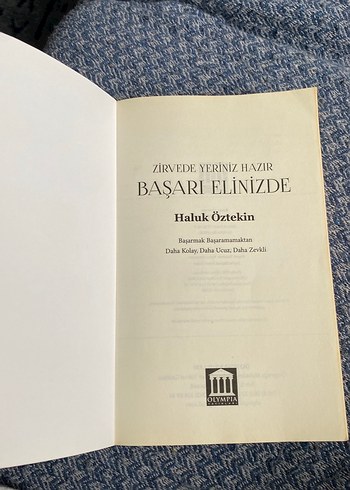 ZİRVEDE YERİNİZ HAZIR
BAŞARI ELİNİZDE
Haluk Öztekin
Başarmak Başaramamaktan
Daha Kolay, Daha Ucuz, Daha Zevkli
OLYMPIA
YAYINLARI